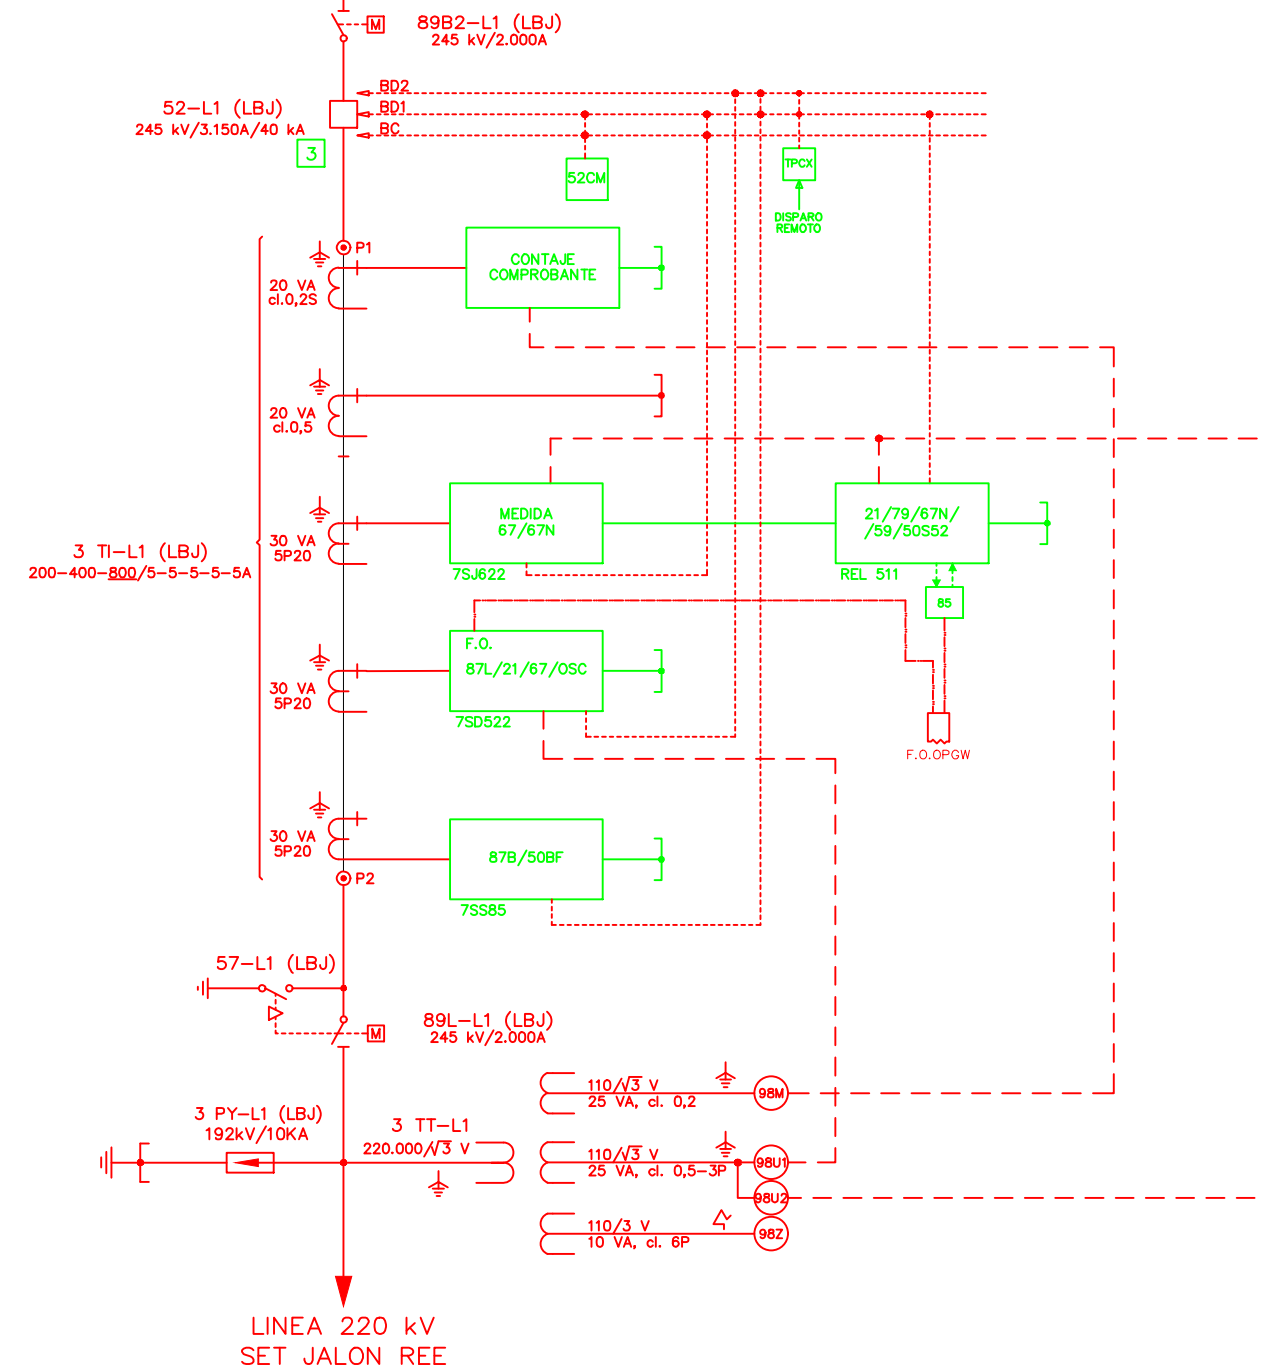 M
89B2-L1 (LBJ)
245 kV/2.000A
BD2
BD1
BC
52-L1 (LBJ)
245 kV/3.150A/40 kA
3
52CM
TPCX
DISPARO
REMOTO
P1
20 VA
cl.0,2S
CONTAJE
COMPROBANTE
20 VA
cl.0,5
30 VA
5P20
MEDIDA
67/67N
7SJ622
21/79/67N/
/59/50S52
REL 511
85
3 TI-L1 (LBJ)
200-400-800/5-5-5-5-5A
F.O.
87L/21/67/OSC
7SD522
30 VA
5P20
F.O.OPGW
30 VA
5P20
87B/50BF
7SS85
P2
57-L1 (LBJ)
M
89L-L1 (LBJ)
245 kV/2.000A
110/√3 V
25 VA, cl. 0,2
98M
3 PY-L1 (LBJ)
192kV/10KA
3 TT-L1
220.000/√3 V
110/√3 V
25 VA, cl. 0,5-3P
98U1
98U2
110/3 V
10 VA, cl. 6P
98Z
LINEA 220 kV
SET JALON REE